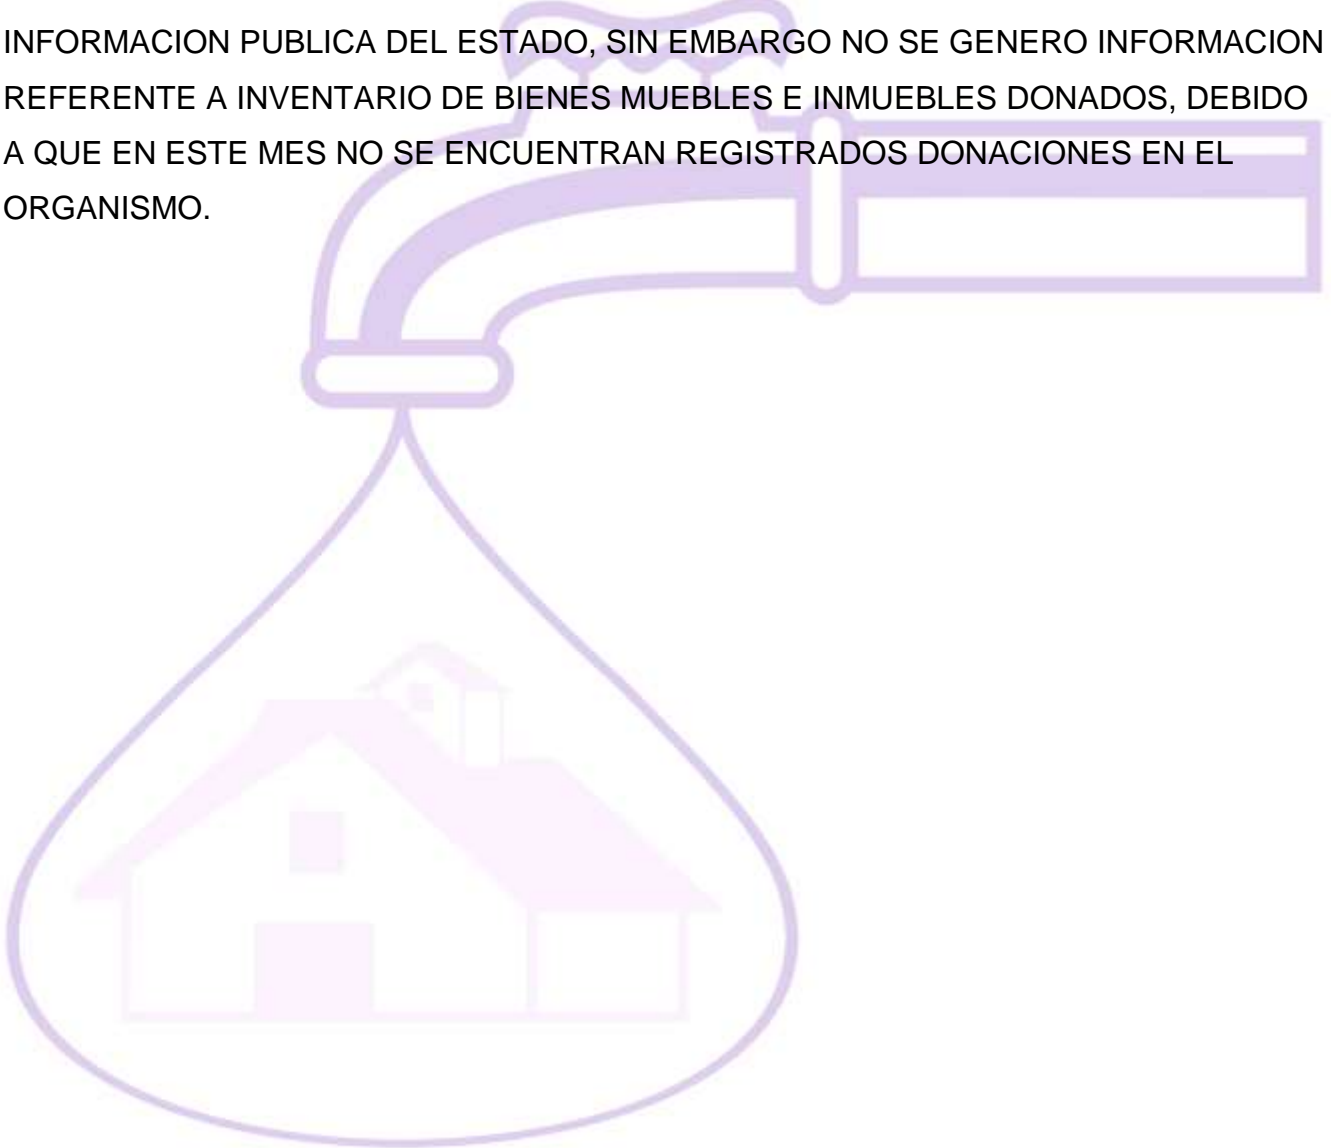 INFORMACION PUBLICA DEL ESTADO, SIN EMBARGO NO SE GENERO INFORMACION
REFERENTE A INVENTARIO DE BIENES MUEBLES E INMUEBLES DONADOS, DEBIDO
A QUE EN ESTE MES NO SE ENCUENTRAN REGISTRADOS DONACIONES EN EL
ORGANISMO.